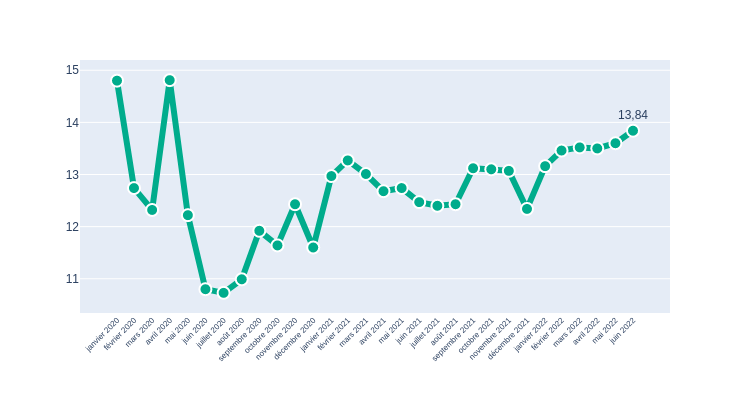 15
14
13
12
11
13,84
janvier 2020
février 2020
mars 2020
avril 2020
mai 2020
juin 2020
juillet 2020
août 2020
septembre 2020
octobre 2020
novembre 2020
décembre 2020
janvier 2021
février 2021
mars 2021
avril 2021
mai 2021
juin 2021
juillet 2021
août 2021
septembre 2021
octobre 2021
novembre 2021
décembre 2021
janvier 2022
février 2022
mars 2022
avril 2022
mai 2022
juin 2022